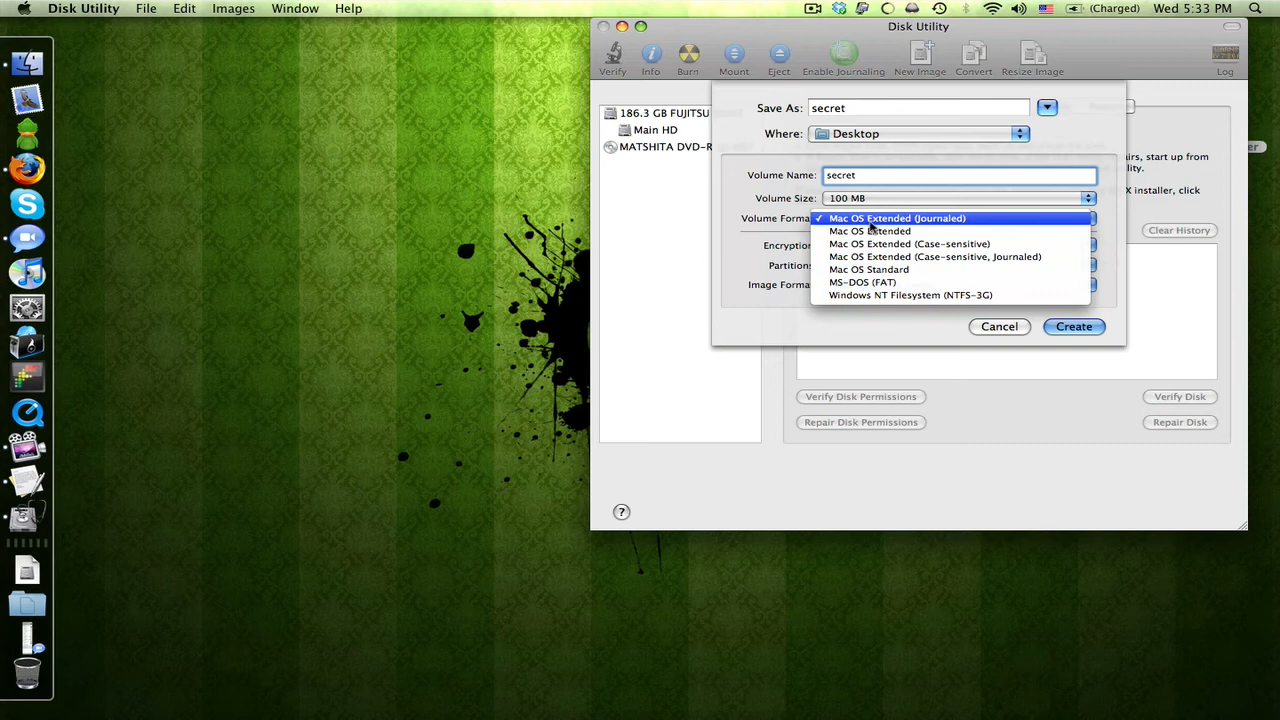 Disk Utility File Edit Images Window Help (Charged) Wed 5:33 PM
Disk Utility
Verify Info Burn Mount Eject Enable Journaling New Image Convert Resize Image Log
186.3 GB FUJITSU
Main HD
MATSHITA DVD-R
Save As: secret
Where: Desktop
Volume Name: secret
Volume Size: 100 MB
Volume Forma
Mac OS Extended (Journaled)
Mac OS Extended
Mac OS Extended (Case-sensitive)
Mac OS Extended (Case-sensitive, Journaled)
Mac OS Standard
MS-DOS (FAT)
Windows NT Filesystem (NTFS-3G)
Encryption
Partitions
Image Forma
Cancel Create
airs, start up from
tility.
X installer, click
Clear History
Verify Disk Permissions Verify Disk
Repair Disk Permissions Repair Disk
?